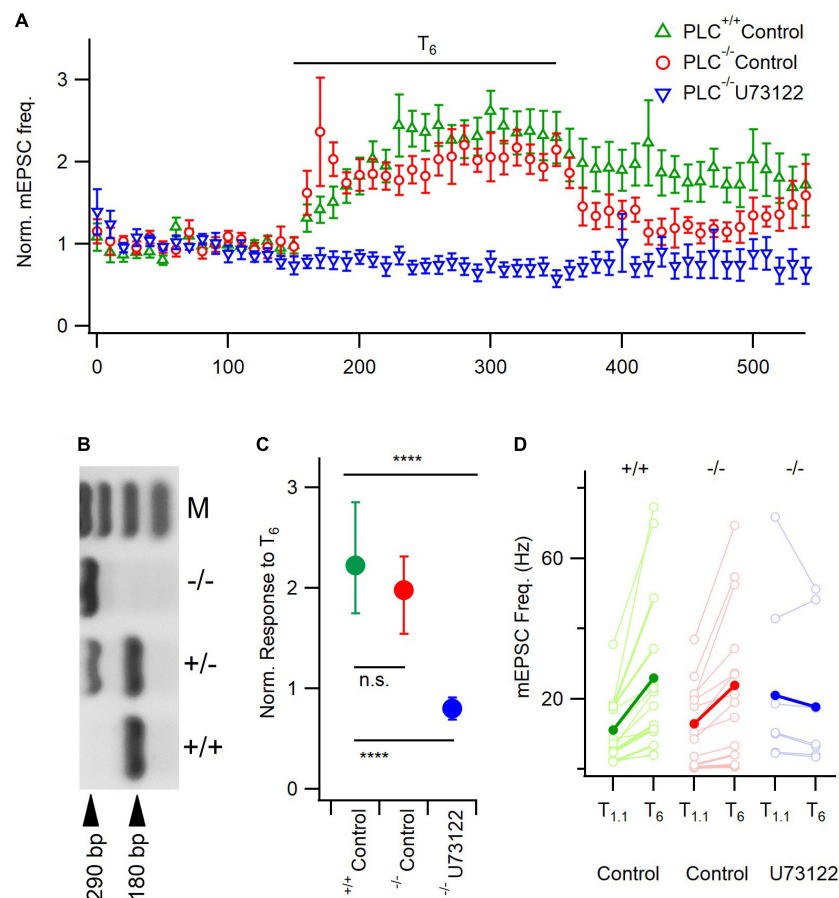 A
T6
PLC+/+Control
PLC-/-Control
PLC-/-U73122
Norm. mEPSC freq.
3
2
1
0
0 100 200 300 400 500
B
M
-/-
+/-
+/+
290 bp
180 bp
C
Norm. Response to T6
3
2
1
0
****
n.s.
****
+/+ Control
-/- Control
-/- U73122
D
+/+ -/- -/-
mEPSC Freq. (Hz)
60
20
T1.1 T6 T1.1 T6 T1.1 T6
Control Control U73122